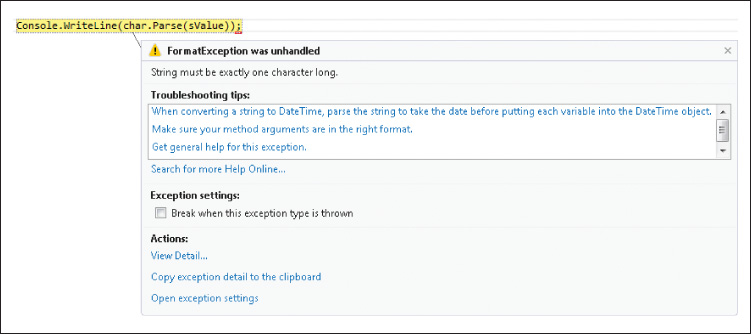 Console.WriteLine(char.Parse(sValue));
FormatException was unhandled
String must be exactly one character long.
Troubleshooting tips:
When converting a string to DateTime, parse the string to take the date before putting each variable into the DateTime object.
Make sure your method arguments are in the right format.
Get general help for this exception.
Search for more Help Online...
Exception settings:
Break when this exception type is thrown
Actions:
View Detail...
Copy exception detail to the clipboard
Open exception settings